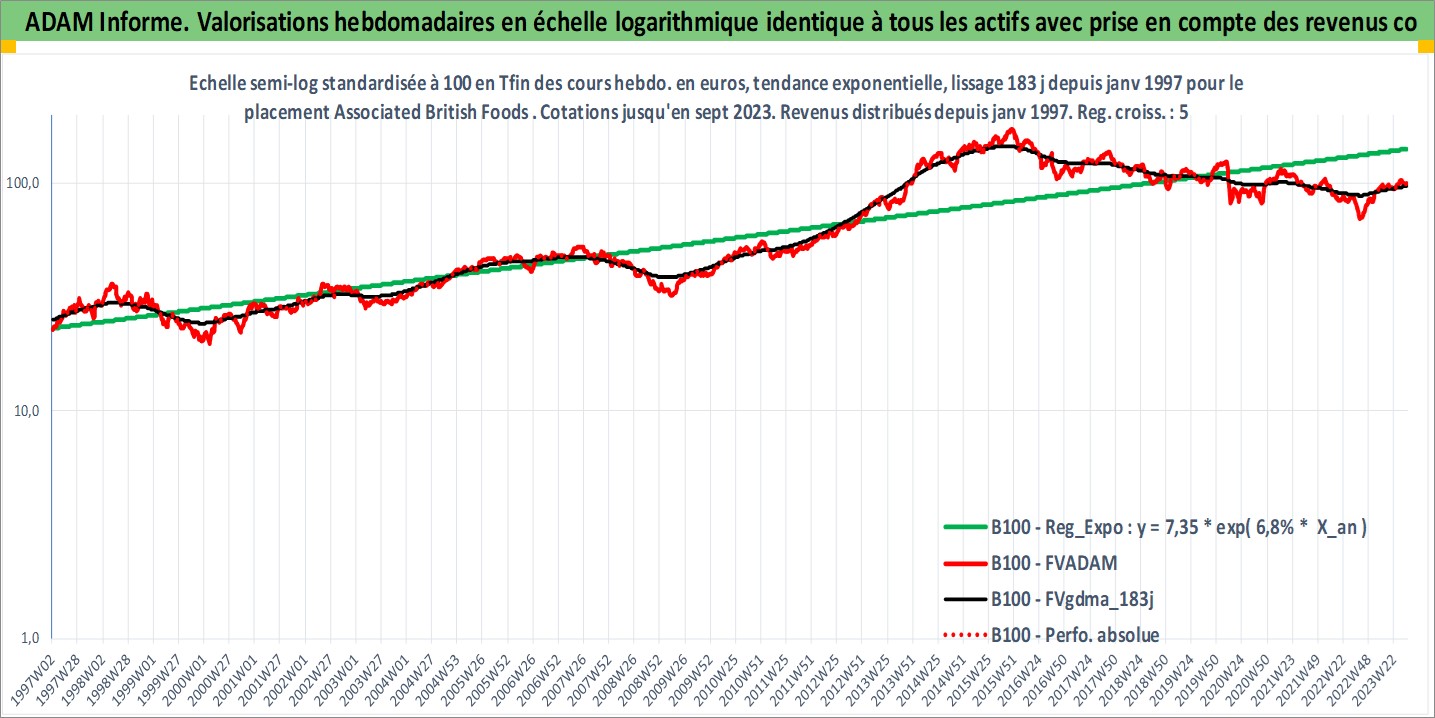 ADAM Informe. Valorisations hebdomadaires en échelle logarithmique identique à tous les actifs avec prise en compte des revenus co
Echelle semi-log standardisée à 100 en Tfin des cours hebdo. en euros, tendance exponentielle, lissage 183 j depuis janv 1997 pour le
placement Associated British Foods . Cotations jusqu'en sept 2023. Revenus distribués depuis janv 1997. Reg. croiss. : 5
100,0
10,0
1,0
B100 - Reg_Expo : y = 7,35 * exp( 6,8% * X_an )
B100 - FVADAM
B100 - FVgdma_183j
B100 - Perfo. absolue
1997W02
1997W28
1998W02
1998W28
1999W01
1999W27
2000W01
2000W27
2001W01
2001W27
2002W01
2002W27
2003W01
2003W27
2004W01
2004W27
2004W53
2005W26
2005W52
2006W26
2006W52
2007W26
2007W52
2008W26
2008W52
2009W26
2009W52
2010W25
2010W51
2011W25
2011W51
2012W25
2012W51
2013W25
2013W51
2014W25
2014W51
2015W25
2015W51
2016W24
2016W50
2017W24
2017W50
2018W24
2018W50
2019W24
2019W50
2020W24
2020W50
2021W23
2021W49
2022W22
2022W48
2023W22